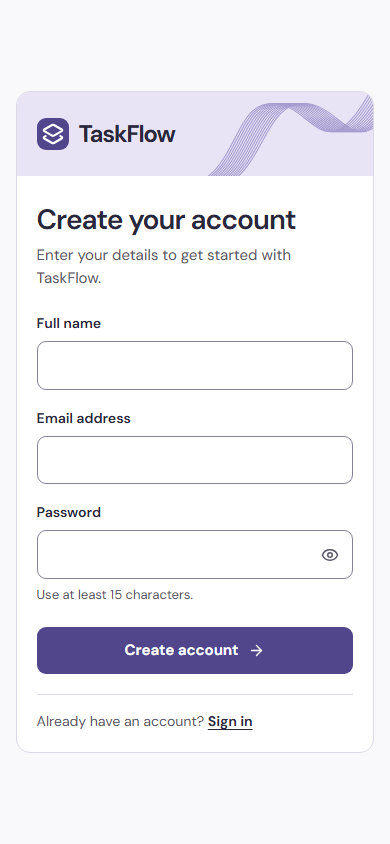 TaskFlow
Create your account
Enter your details to get started with
TaskFlow.
Full name
Email address
Password
Use at least 15 characters.
Create account
Already have an account? Sign in